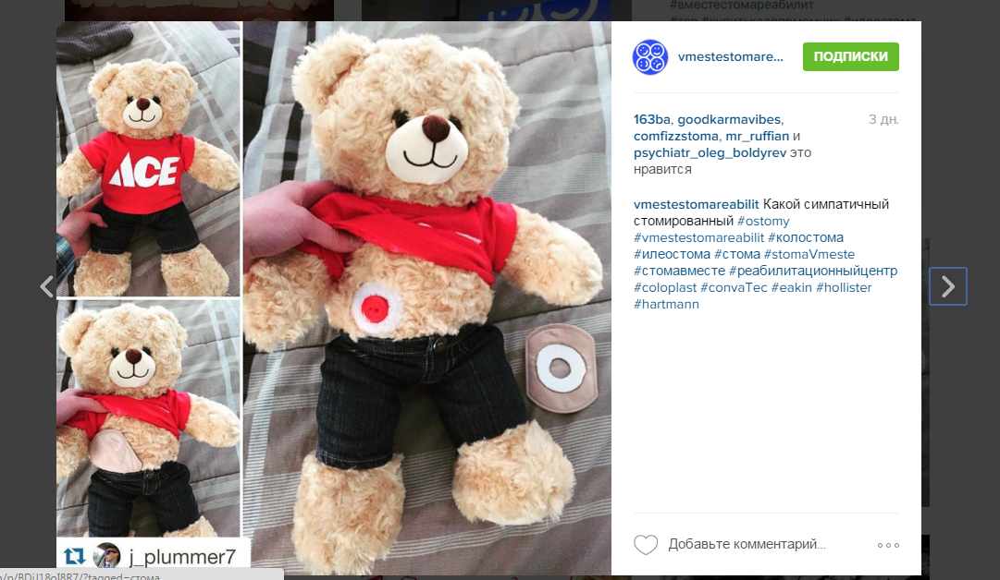 #вместестомареабилит
ACE
j_plummer7
vmestestomare...
ПОДПИСКИ
3 дн.
163ba, goodkarmavibes,
comfizzstoma, mr_ruffian и
psychiatr_oleg_boldyrev это
нравится
vmestestomareabilit Какой симпатичный
стомированный #ostomy
#vmestestomareabilit #колостома
#илеостома #стома #stomaVmeste
#стомавместе #реабилитационныйцентр
#coloplast #convaTec #eakin #hollister
#hartmann
Добавьте комментарий...